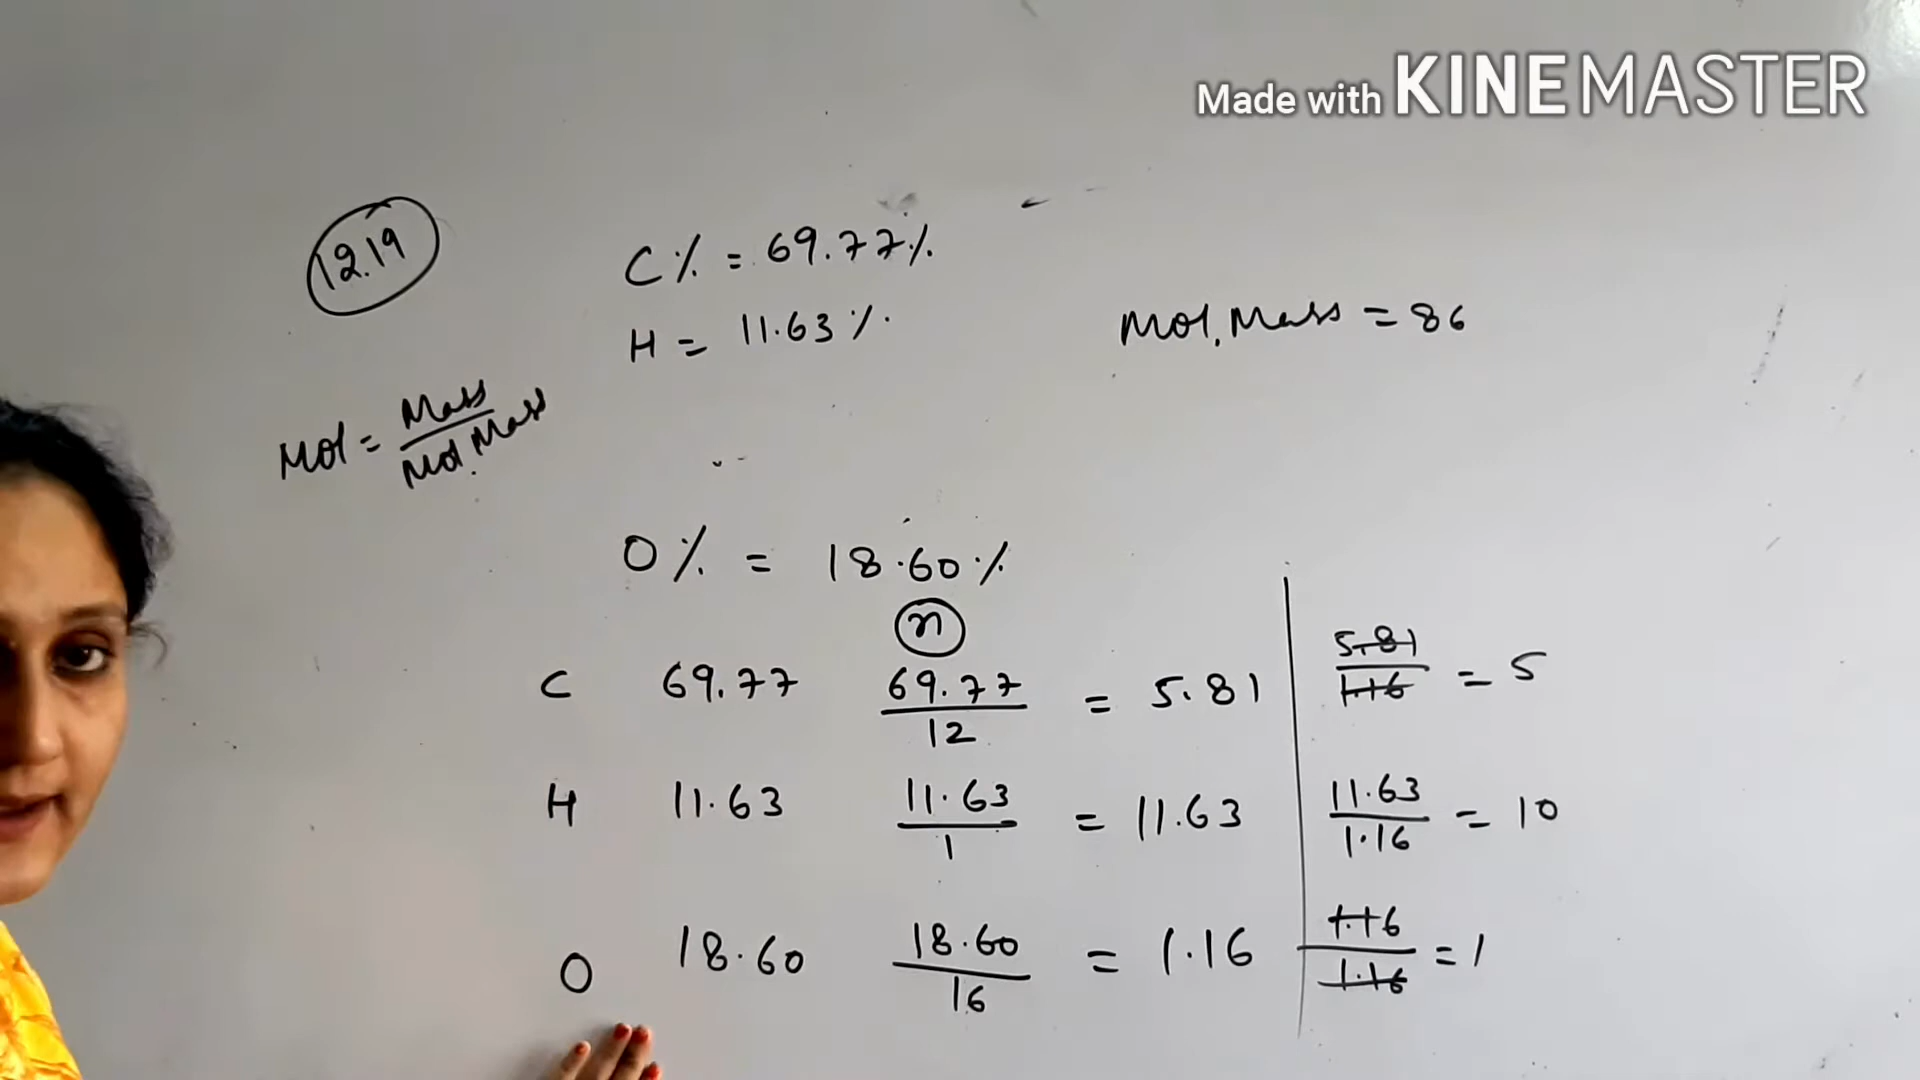 Made with KINEMASTER
12.19
C% = 69.77%
H = 11.63%.
Mol. Mass = 86
Mol = Mass / Mol. Mass
O% = 18.60%
n
C 69.77 69.77/12 = 5.81 5.81/1.16 = 5
H 11.63 11.63/1 = 11.63 11.63/1.16 = 10
O 18.60 18.60/16 = 1.16 1.16/1.16 = 1